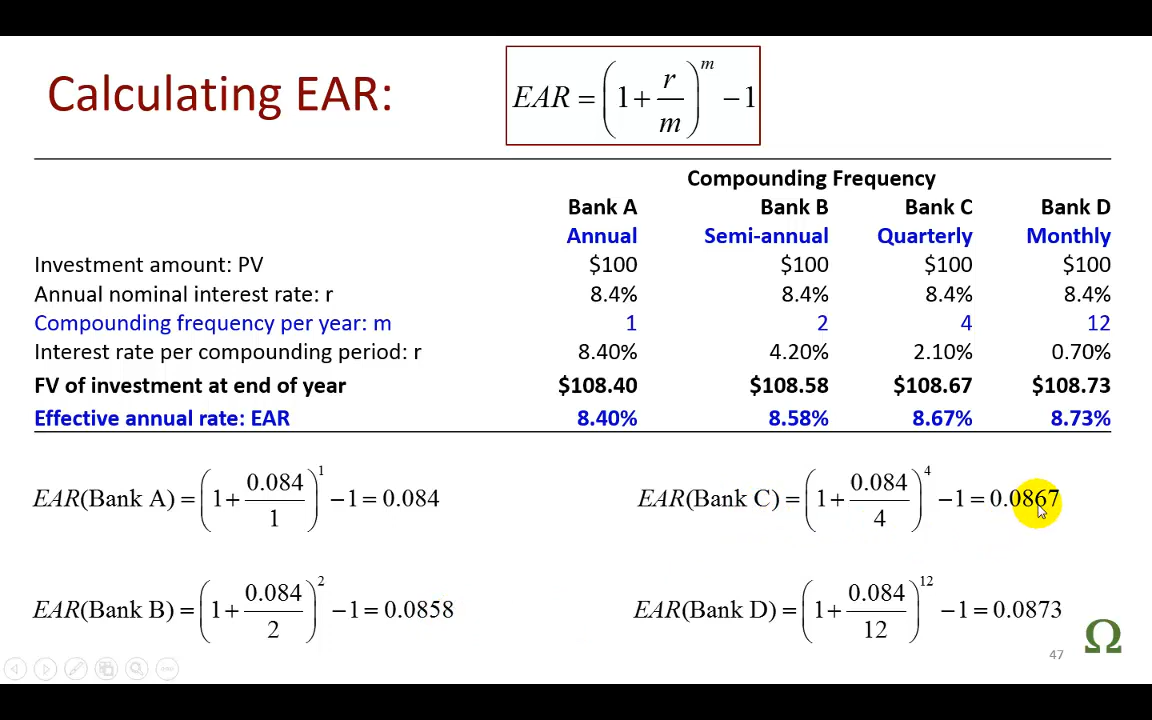 Calculating EAR:
EAR = (1 + r/m)^m − 1
Compounding Frequency
Bank A Bank B Bank C Bank D
Annual Semi-annual Quarterly Monthly
Investment amount: PV $100 $100 $100 $100
Annual nominal interest rate: r 8.4% 8.4% 8.4% 8.4%
Compounding frequency per year: m 1 2 4 12
Interest rate per compounding period: r 8.40% 4.20% 2.10% 0.70%
FV of investment at end of year $108.40 $108.58 $108.67 $108.73
Effective annual rate: EAR 8.40% 8.58% 8.67% 8.73%
EAR(Bank A) = (1 + 0.084/1)^1 − 1 = 0.084
EAR(Bank C) = (1 + 0.084/4)^4 − 1 = 0.0867
EAR(Bank B) = (1 + 0.084/2)^2 − 1 = 0.0858
EAR(Bank D) = (1 + 0.084/12)^12 − 1 = 0.0873
Ω
47